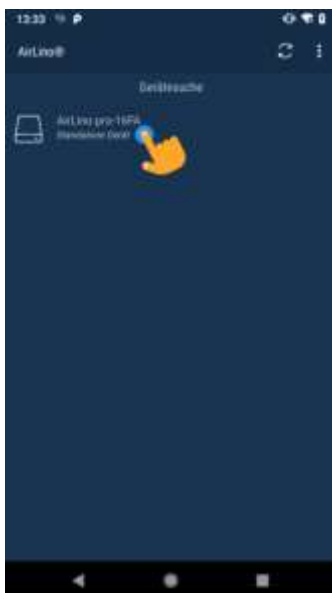 13:33
AirLino®
Gerätesuche
AirLino pro-16FA
Standalone Gerät